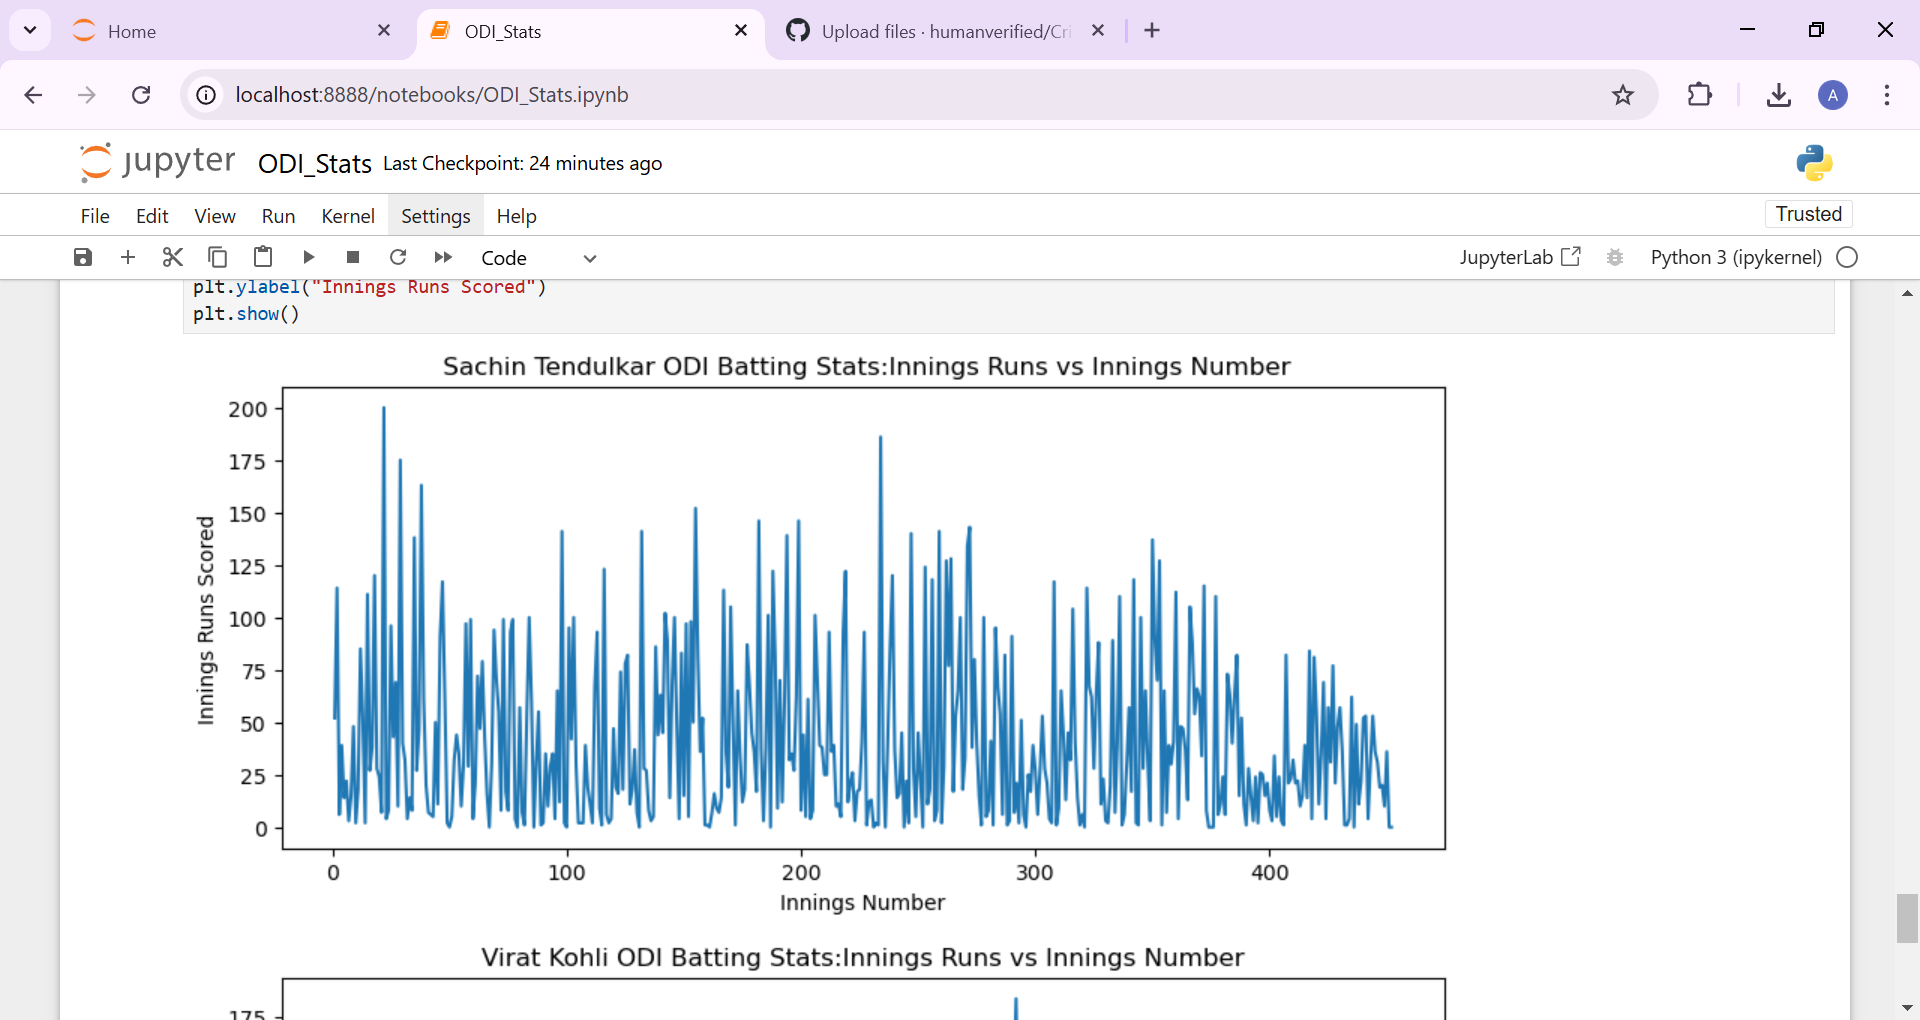 Home
ODI_Stats
Upload files · humanverified/Cri
localhost:8888/notebooks/ODI_Stats.ipynb
A
jupyter ODI_Stats Last Checkpoint: 24 minutes ago
File Edit View Run Kernel Settings Help
Trusted
Code
JupyterLab
Python 3 (ipykernel)
plt.ylabel("Innings Runs Scored")
plt.show()
Sachin Tendulkar ODI Batting Stats:Innings Runs vs Innings Number
200
175
150
125
100
75
50
25
0
Innings Runs Scored
0 100 200 300 400
Innings Number
Virat Kohli ODI Batting Stats:Innings Runs vs Innings Number
175